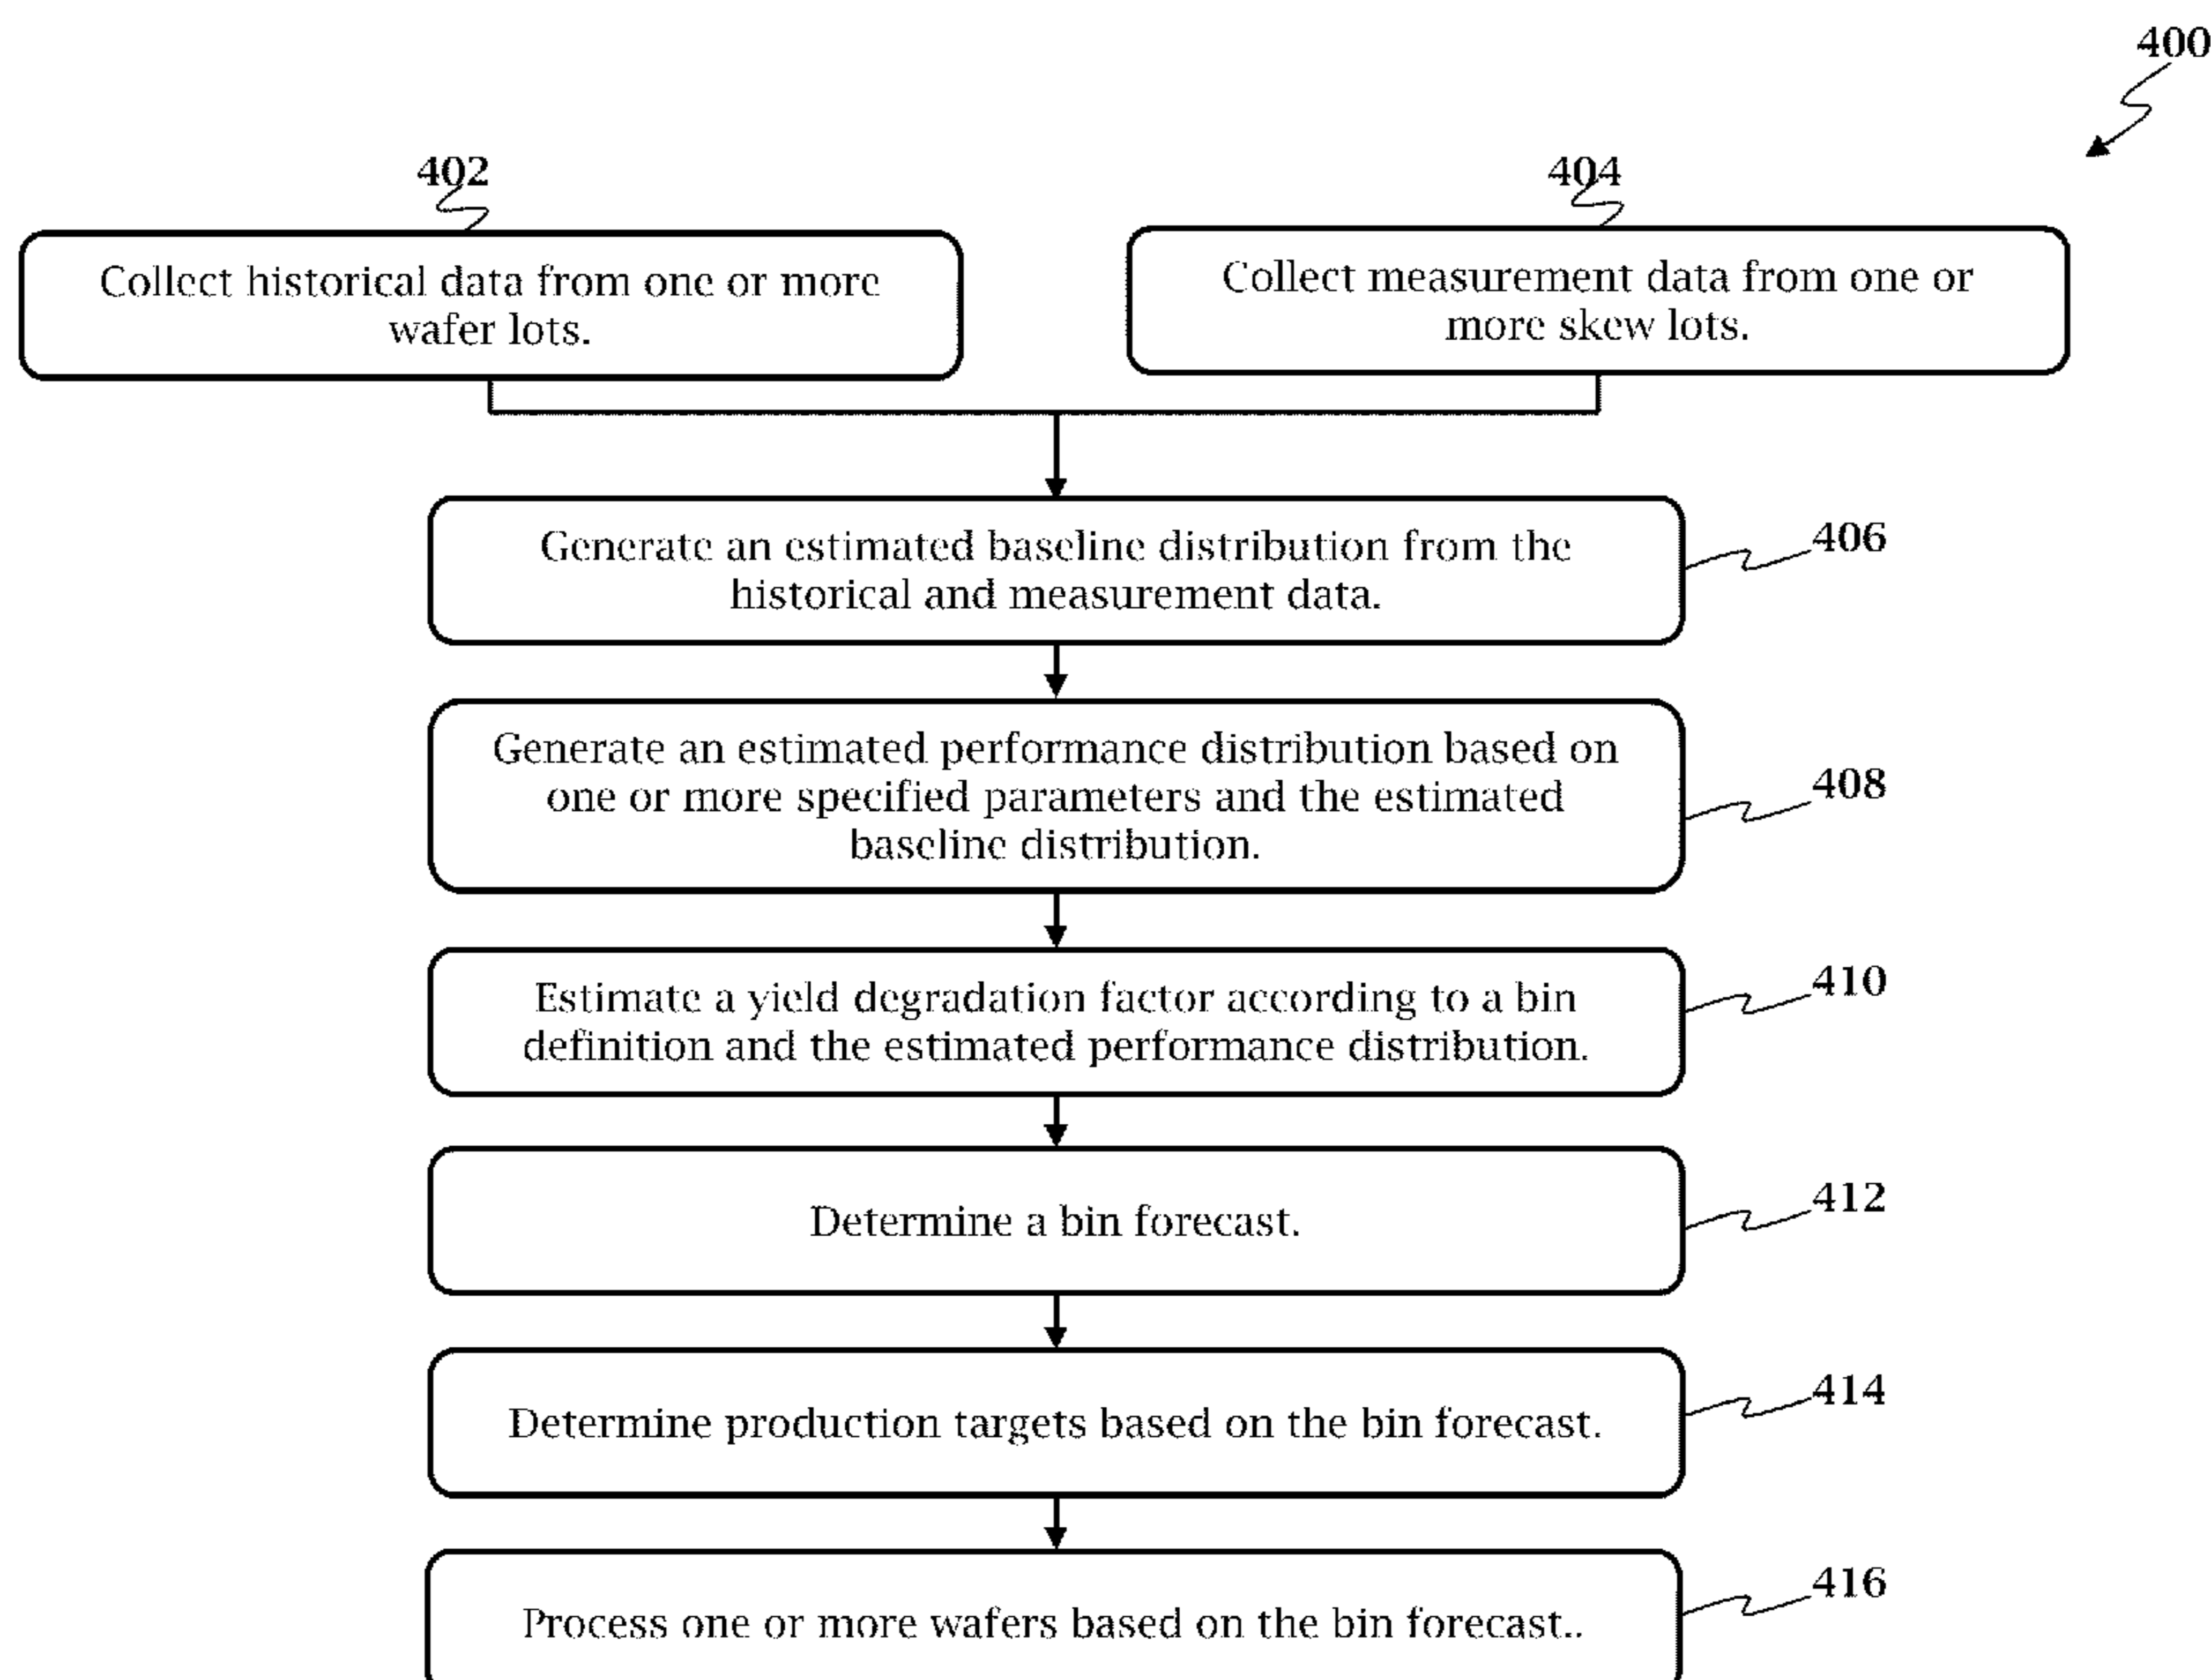 400
402
404
Collect historical data from one or more
wafer lots.
Collect measurement data from one or
more skew lots.
Generate an estimated baseline distribution from the
historical and measurement data.
406
Generate an estimated performance distribution based on
one or more specified parameters and the estimated
baseline distribution.
408
Estimate a yield degradation factor according to a bin
definition and the estimated performance distribution.
410
Determine a bin forecast.
412
Determine production targets based on the bin forecast.
414
Process one or more wafers based on the bin forecast..
416